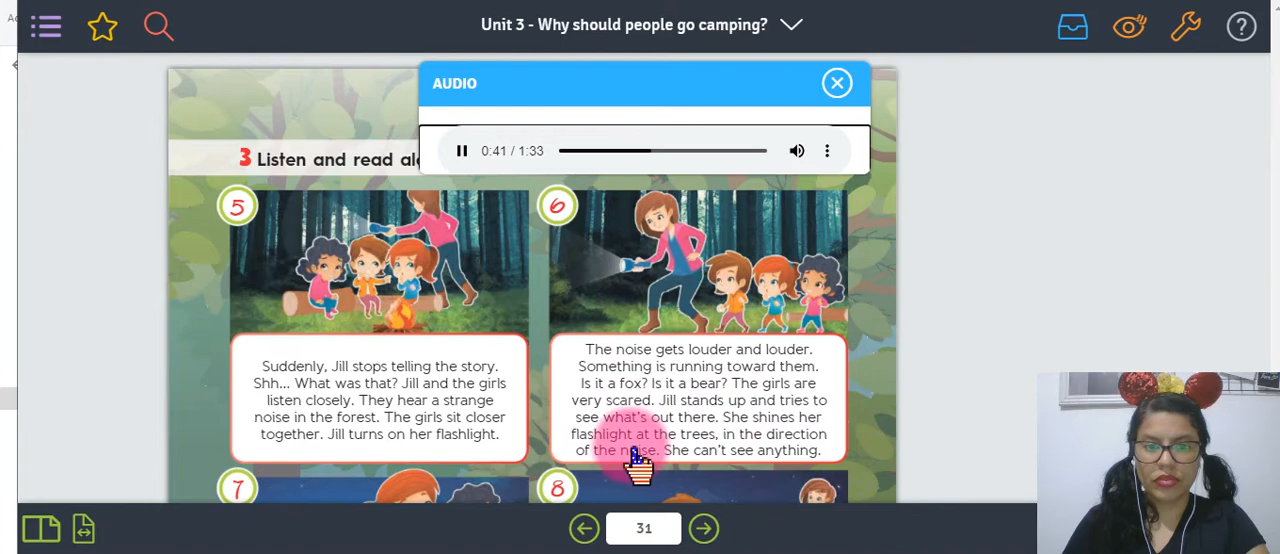 Unit 3 - Why should people go camping?
AUDIO
0:41 / 1:33
3 Listen and read
5
6
Suddenly, Jill stops telling the story.
Shh... What was that? Jill and the girls
listen closely. They hear a strange
noise in the forest. The girls sit closer
together. Jill turns on her flashlight.
The noise gets louder and louder.
Something is running toward them.
Is it a fox? Is it a bear? The girls are
very scared. Jill stands up and tries to
see what's out there. She shines her
flashlight at the trees, in the direction
of the noise. She can't see anything.
7
8
31